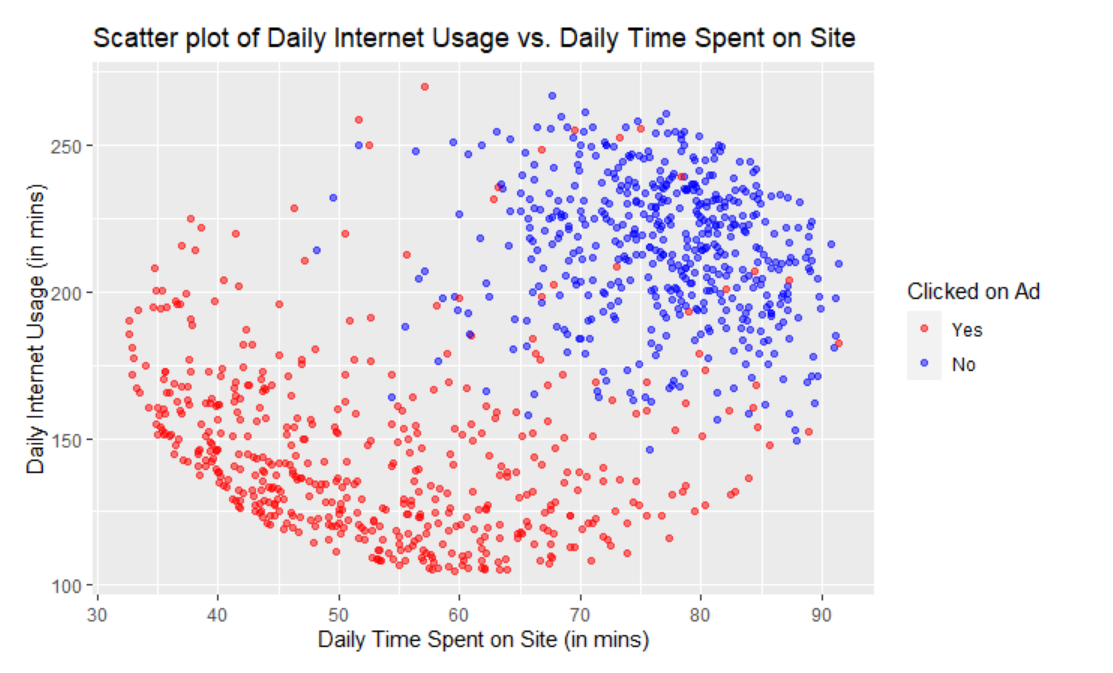 Scatter plot of Daily Internet Usage vs. Daily Time Spent on Site
Daily Internet Usage (in mins)
250
200
150
100
30 40 50 60 70 80 90
Daily Time Spent on Site (in mins)
Clicked on Ad
Yes
No